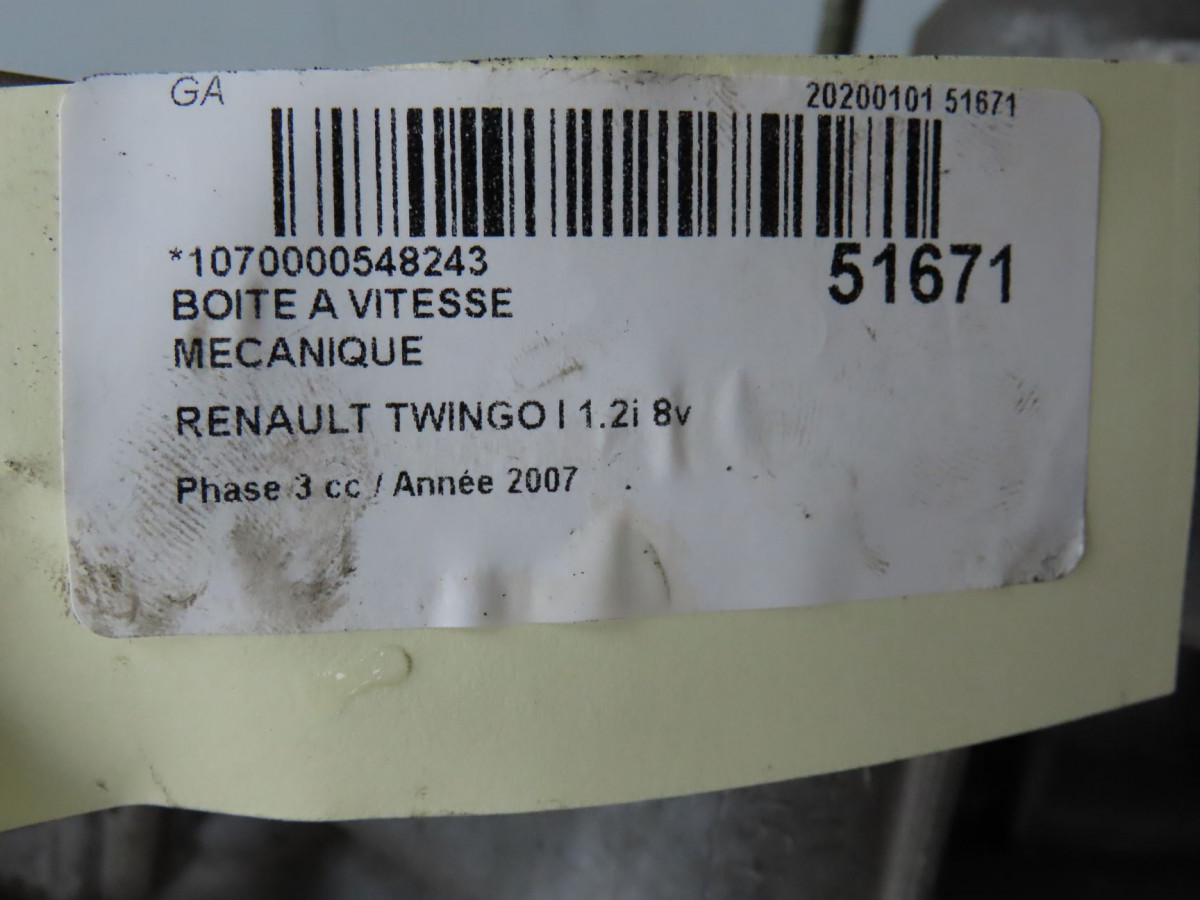 GA
20200101 51671
*1070000548243
51671
BOITE A VITESSE
MECANIQUE
RENAULT TWINGO I 1.2i 8v
Phase 3 cc / Année 2007